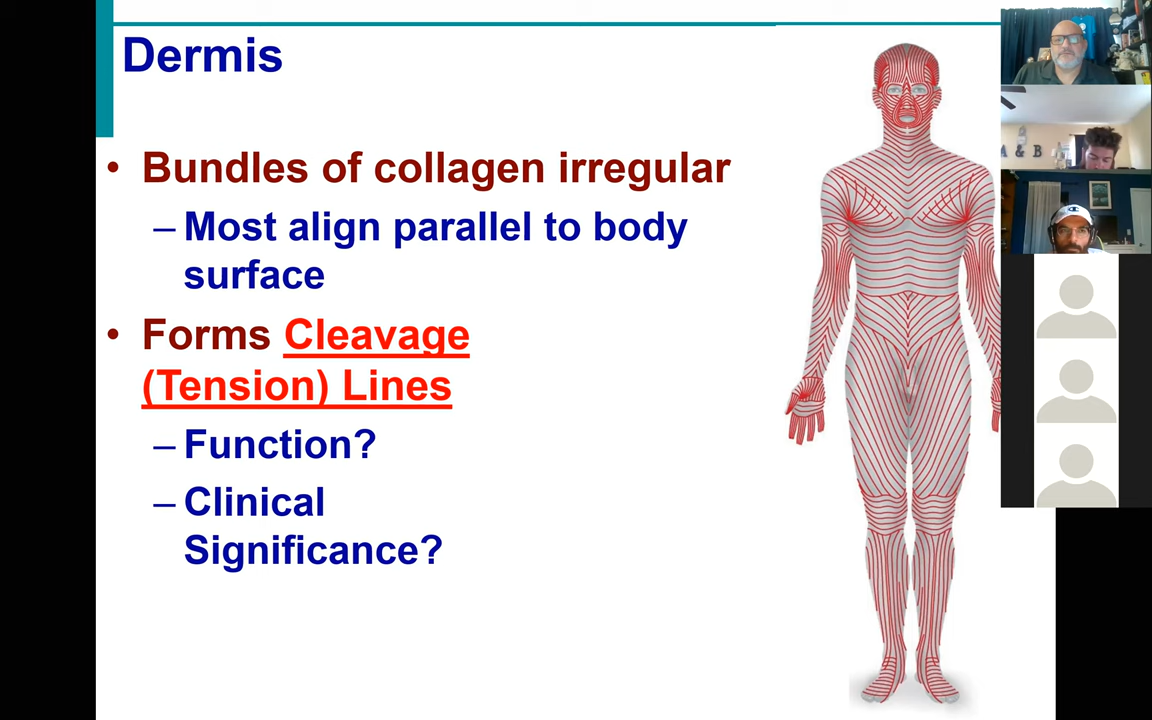 Dermis
• Bundles of collagen irregular
– Most align parallel to body
surface
• Forms Cleavage
(Tension) Lines
– Function?
– Clinical
Significance?
A & B